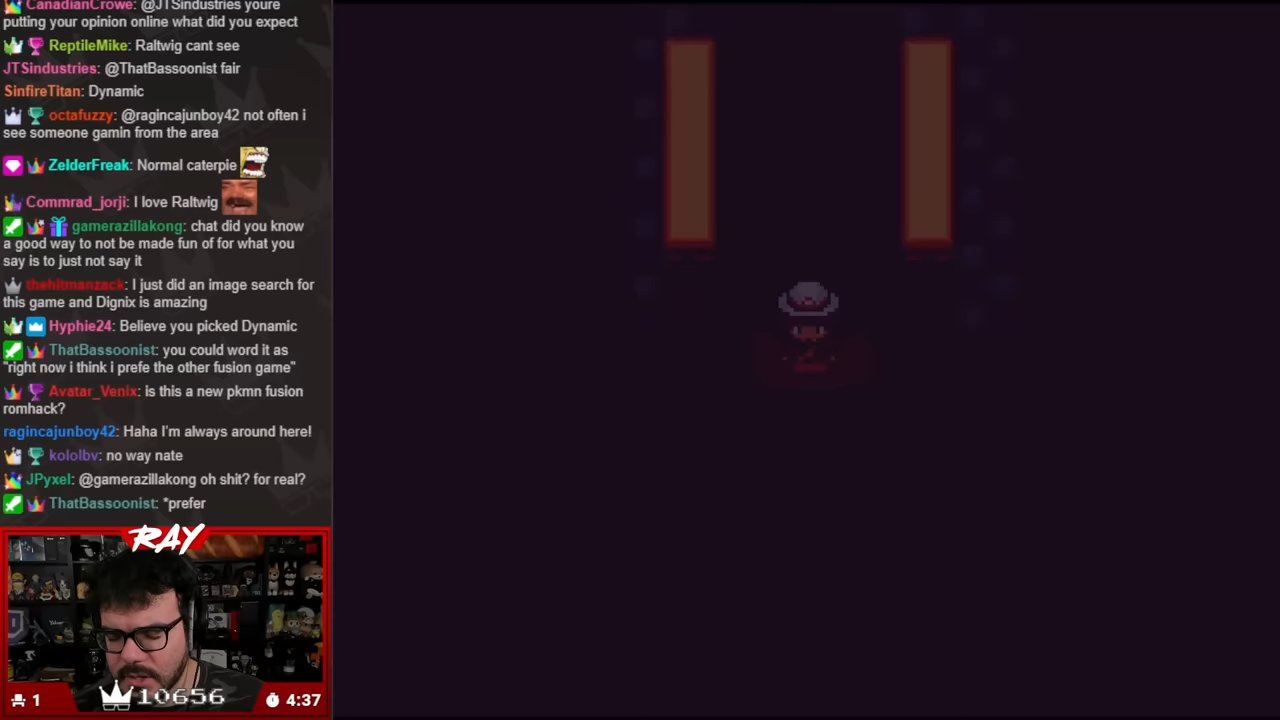 CanadianCrowe: @JTSindustries youre
putting your opinion online what did you expect
ReptileMike: Raltwig cant see
JTSindustries: @ThatBassoonist fair
SinfireTitan: Dynamic
octafuzzy: @ragincajunboy42 not often i
see someone gamin from the area
ZelderFreak: Normal caterpie
Commrad_jorji: I love Raltwig
gamerazillakong: chat did you know
a good way to not be made fun of for what you
say is to just not say it
thehitmanzack: I just did an image search for
this game and Dignix is amazing
Hyphie24: Believe you picked Dynamic
ThatBassoonist: you could word it as
"right now i think i prefe the other fusion game"
Avatar_Venix: is this a new pkmn fusion
romhack?
ragincajunboy42: Haha I'm always around here!
kololbv: no way nate
JPyxel: @gamerazillakong oh shit? for real?
ThatBassoonist: *prefer
RAY
1
10656
4:37